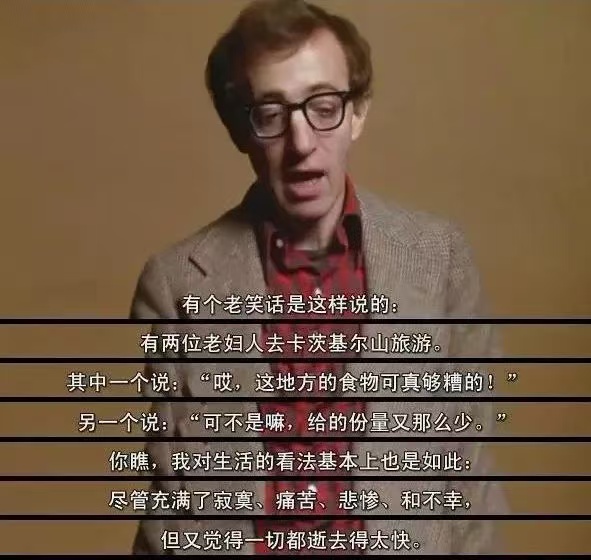 有个老笑话是这样说的：
有两位老妇人去卡茨基尔山旅游。
其中一个说：“哎，这地方的食物可真够糟的！”
另一个说：“可不是嘛，给的份量又那么少。”
你瞧，我对生活的看法基本上也是如此：
尽管充满了寂寞、痛苦、悲惨、和不幸，
但又觉得一切都逝去得太快。